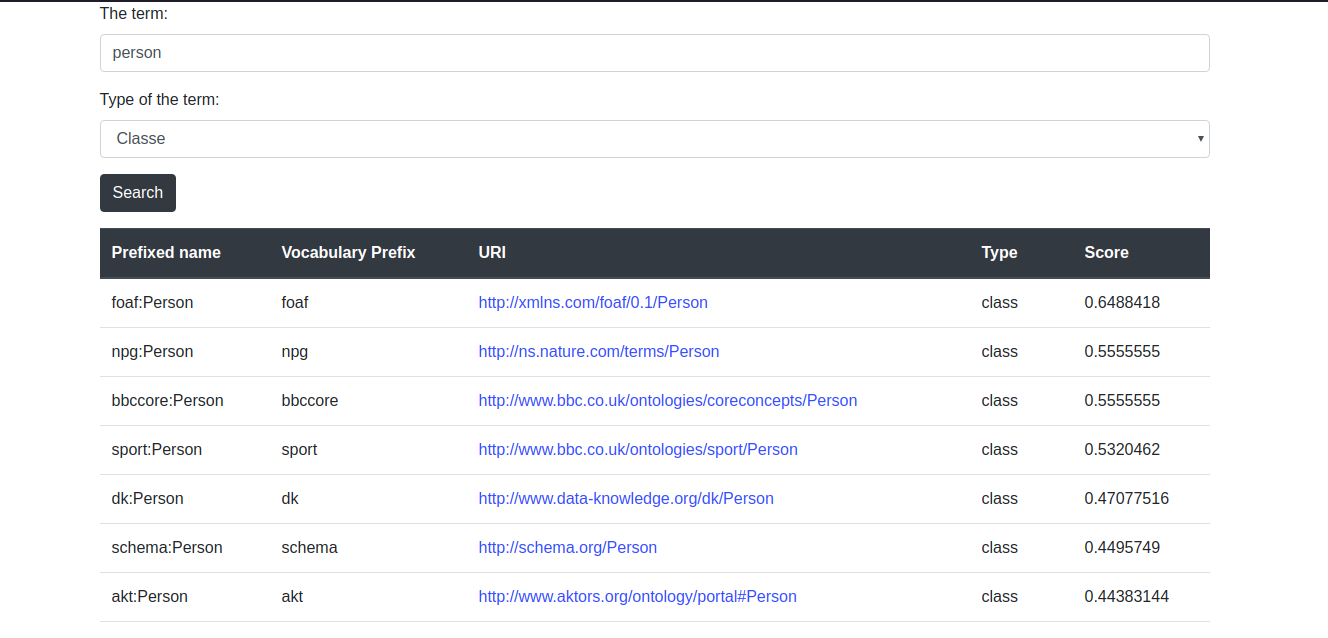 The term:
person
Type of the term:
Classe
Search
Prefixed name Vocabulary Prefix URI Type Score
foaf:Person foaf http://xmlns.com/foaf/0.1/Person class 0.6488418
npg:Person npg http://ns.nature.com/terms/Person class 0.5555555
bbccore:Person bbccore http://www.bbc.co.uk/ontologies/coreconcepts/Person class 0.5555555
sport:Person sport http://www.bbc.co.uk/ontologies/sport/Person class 0.5320462
dk:Person dk http://www.data-knowledge.org/dk/Person class 0.47077516
schema:Person schema http://schema.org/Person class 0.4495749
akt:Person akt http://www.aktors.org/ontology/portal#Person class 0.44383144